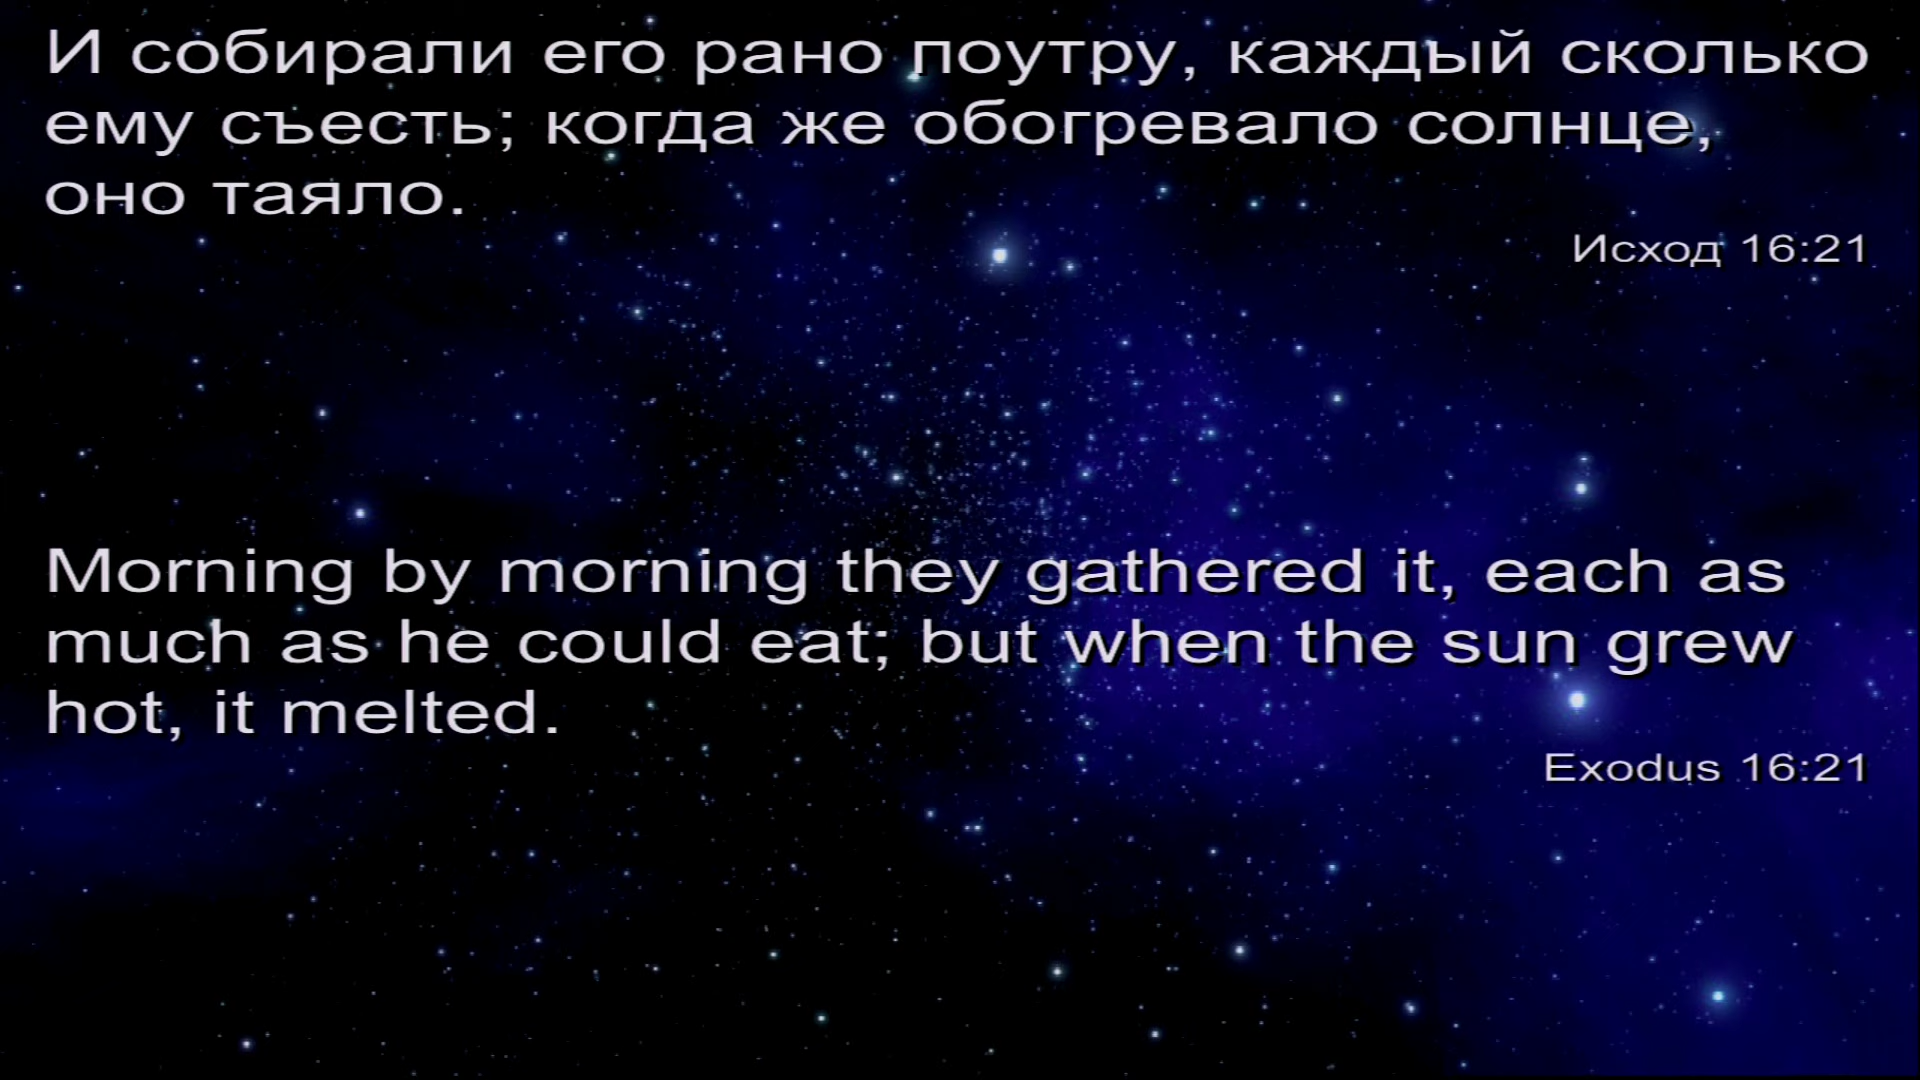 И собирали его рано поутру, каждый сколько
ему съесть; когда же обогревало солнце,
оно таяло.
Исход 16:21
Morning by morning they gathered it, each as
much as he could eat; but when the sun grew
hot, it melted.
Exodus 16:21